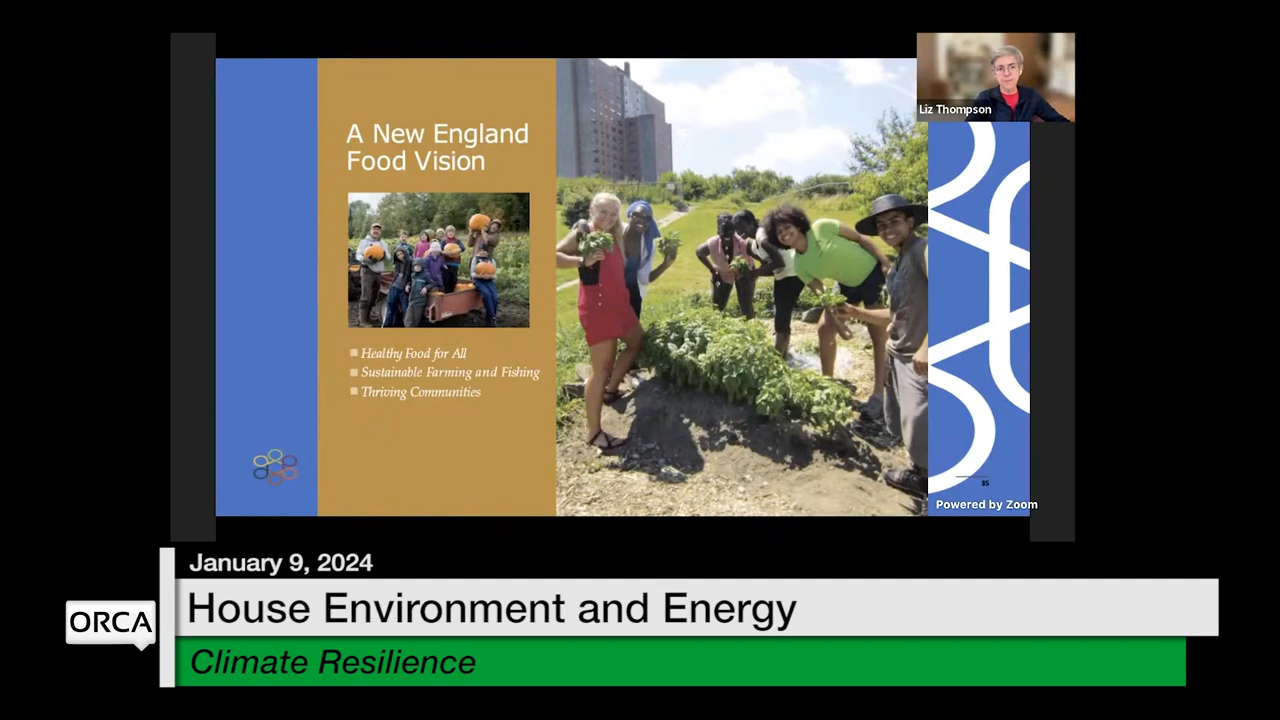 Liz Thompson
A New England
Food Vision
Healthy Food for All
Sustainable Farming and Fishing
Thriving Communities
35
Powered by Zoom
January 9, 2024
House Environment and Energy
ORCA
Climate Resilience